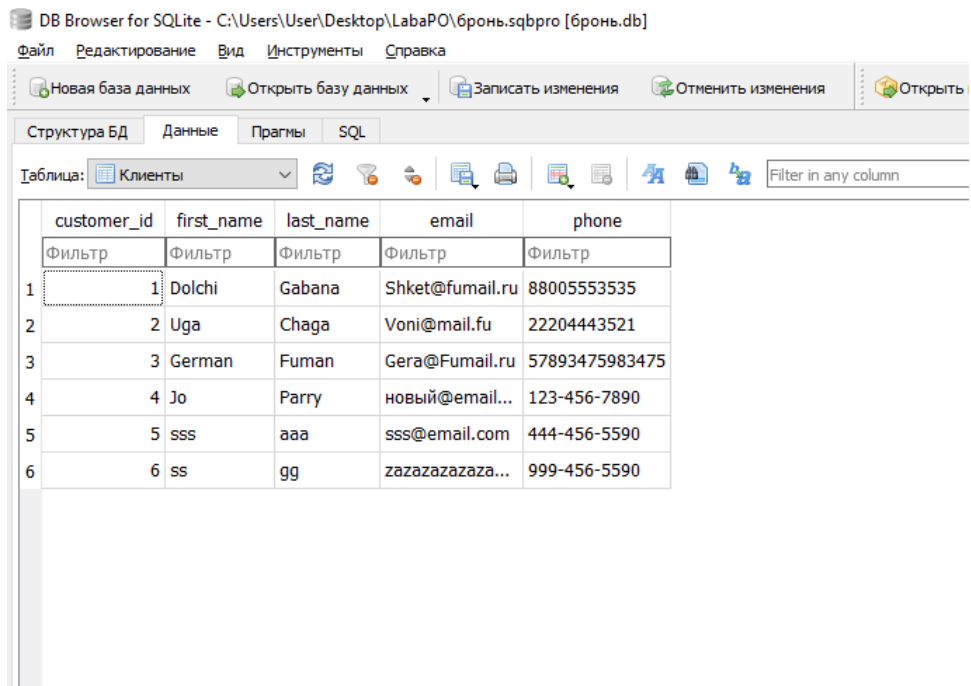 DB Browser for SQLite - C:\Users\User\Desktop\LabaPO\бронь.sqbpro [бронь.db]
Файл Редактирование Вид Инструменты Справка
Новая база данных Открыть базу данных Записать изменения Отменить изменения Открыть
Структура БД Данные Прагмы SQL
Таблица: Клиенты Filter in any column
customer_id first_name last_name email phone
Фильтр Фильтр Фильтр Фильтр Фильтр
1 1 Dolchi Gabana Shket@fumail.ru 88005553535
2 2 Uga Chaga Voni@mail.fu 22204443521
3 3 German Fuman Gera@Fumail.ru 57893475983475
4 4 Jo Parry новый@email... 123-456-7890
5 5 sss aaa sss@email.com 444-456-5590
6 6 ss gg zazazazazaza... 999-456-5590